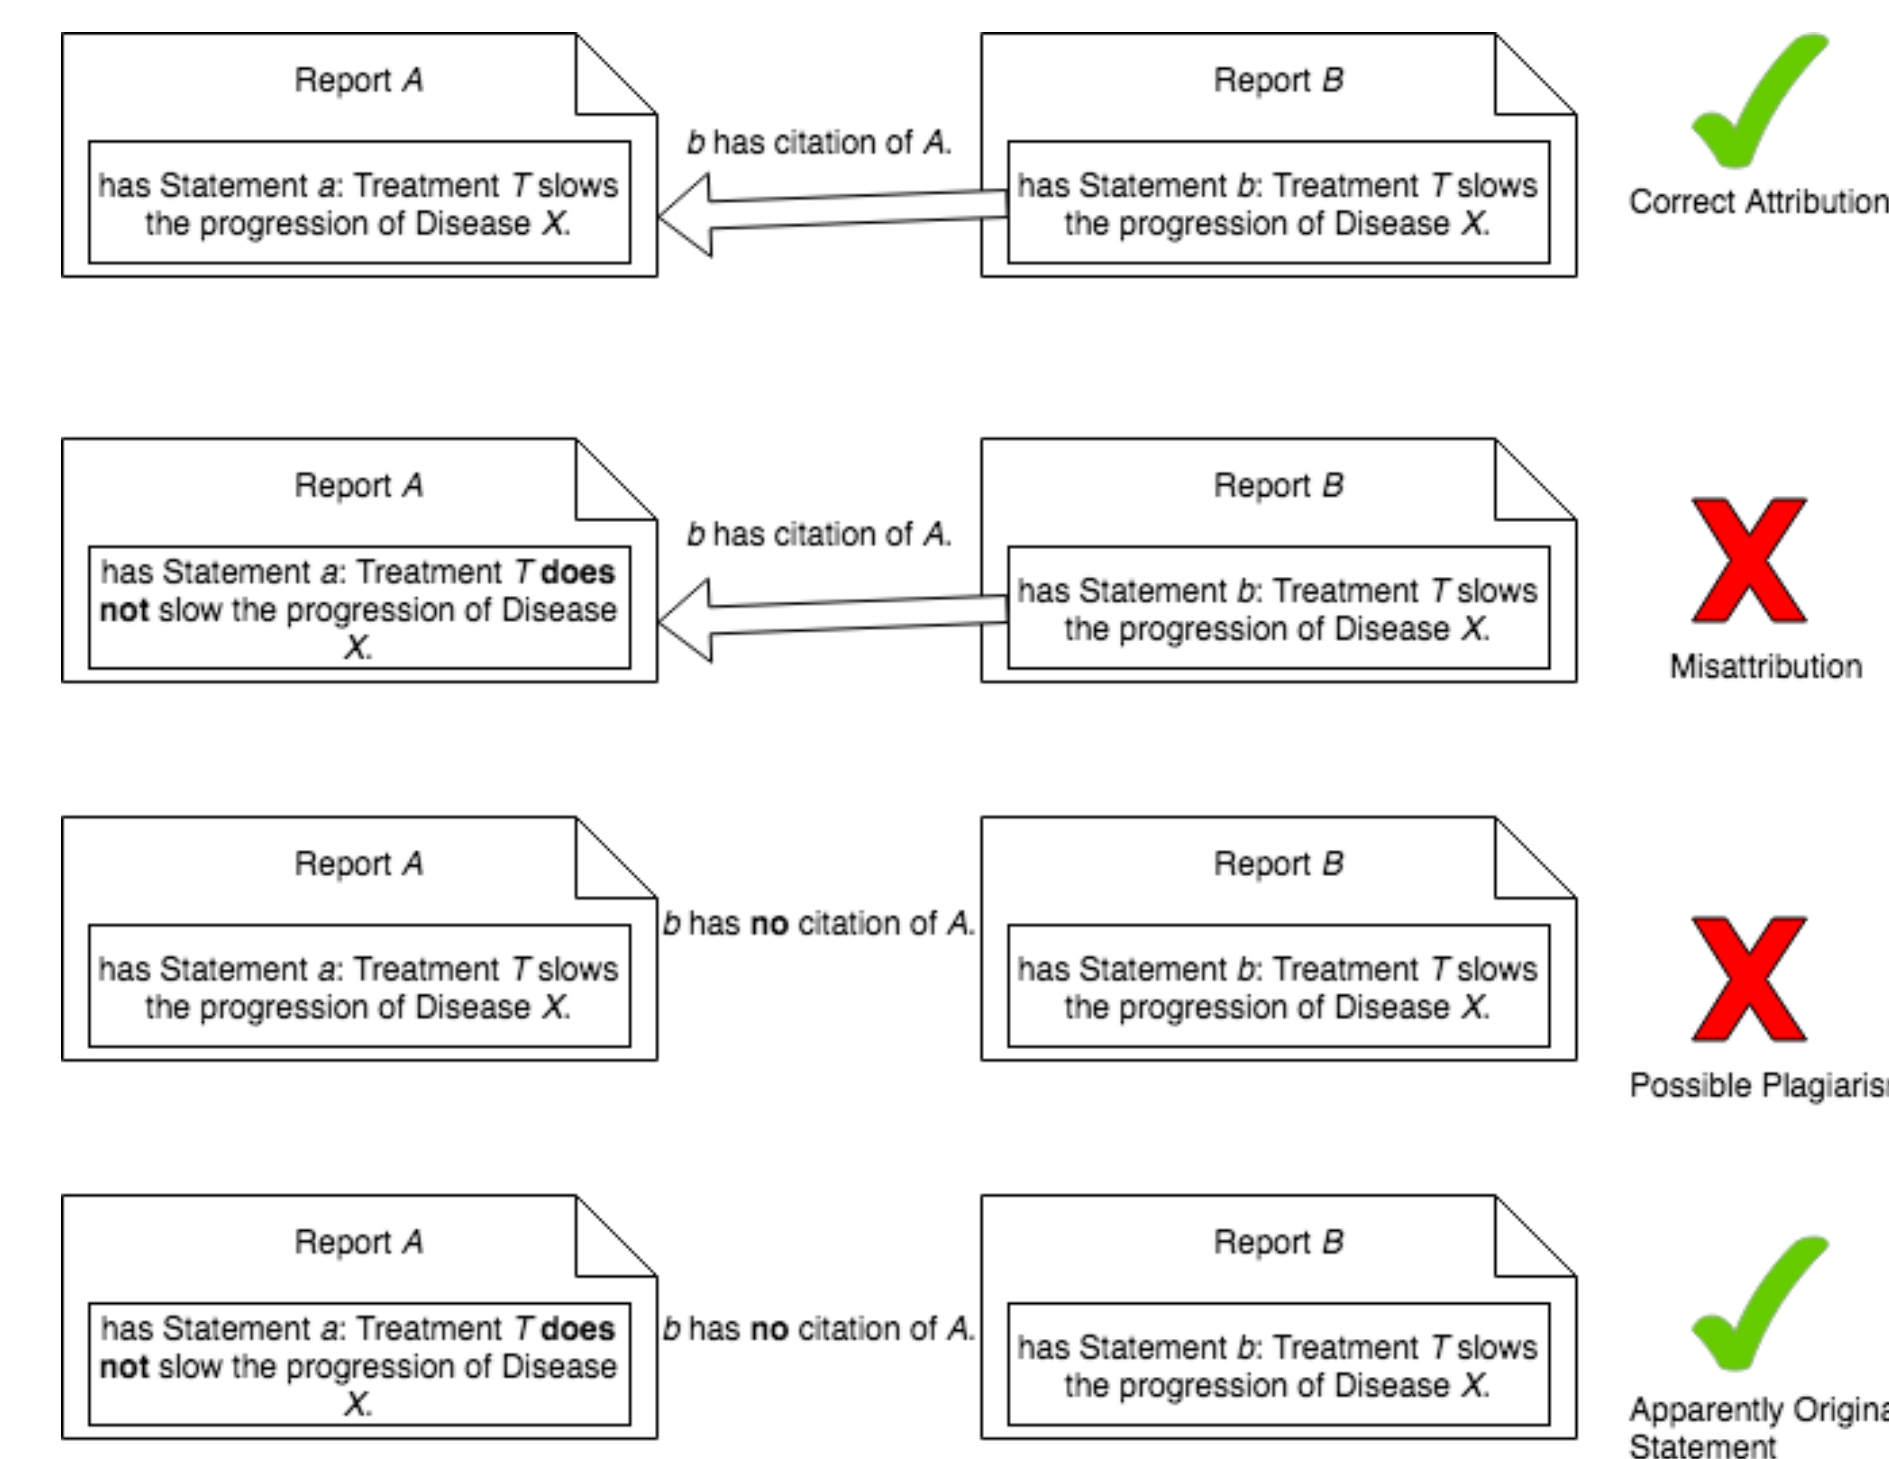 Report A
Report B
b has citation of A.
has Statement a: Treatment T slows
the progression of Disease X.
has Statement b: Treatment T slows
the progression of Disease X.
Correct Attribution
Report A
Report B
b has citation of A.
has Statement a: Treatment T does
not slow the progression of Disease
X.
has Statement b: Treatment T slows
the progression of Disease X.
X
Misattribution
Report A
Report B
b has no citation of A.
has Statement a: Treatment T slows
the progression of Disease X.
has Statement b: Treatment T slows
the progression of Disease X.
X
Possible Plagiaris
Report A
Report B
b has no citation of A.
has Statement a: Treatment T does
not slow the progression of Disease
X.
has Statement b: Treatment T slows
the progression of Disease X.
Apparently Origina
Statement